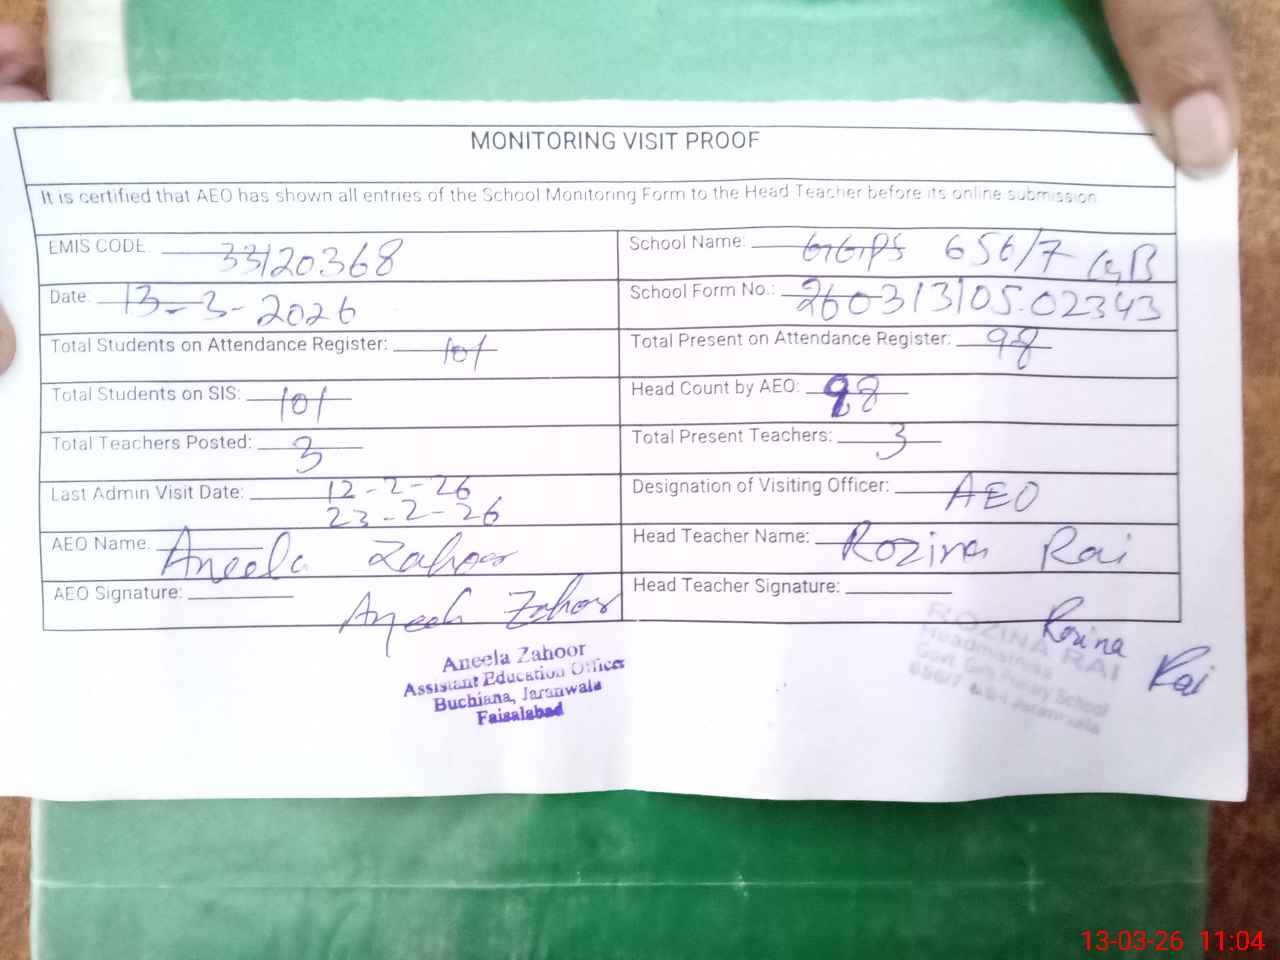 MONITORING VISIT PROOF
It is certified that AEO has shown all entries of the School Monitoring Form to the Head Teacher before its online submission.
EMIS CODE: 33120368
School Name: GGPS 656/7 GB
Date: 13-3-2026
School Form No.: 260313105.02343
Total Students on Attendance Register: 101
Total Present on Attendance Register: 98
Total Students on SIS: 101
Head Count by AEO: 98
Total Teachers Posted: 3
Total Present Teachers: 3
Last Admin Visit Date: 12-2-26
23-2-26
Designation of Visiting Officer: AEO
AEO Name: Aneela Zahoor
Head Teacher Name: Rozina Rai
AEO Signature: Aneela Zahoor
Head Teacher Signature: Rozina Rai
Aneela Zahoor
Assistant Education Officer
Buchiana, Jaranwala
Faisalabad
ROZINA RAI
Headmistress
Govt. Primary School
656/7 Jaranwala
13-03-26 11:04